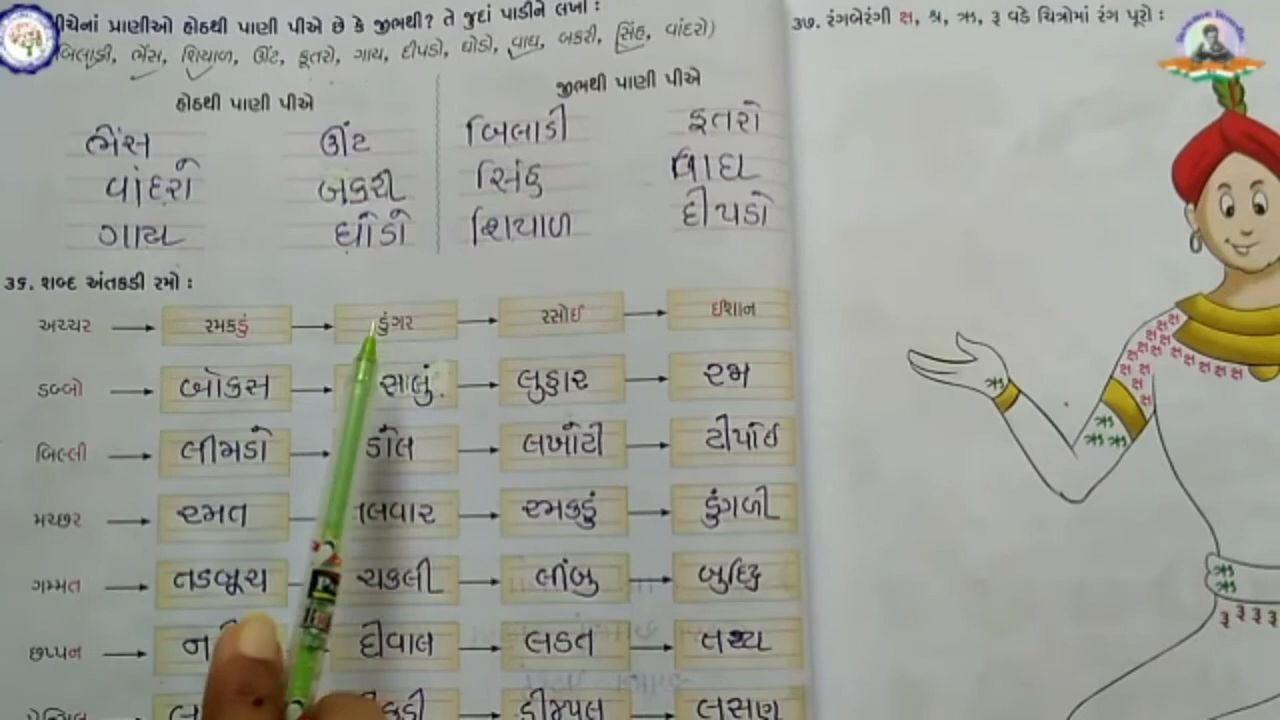 નીચેનાં પ્રાણીઓ હોઠથી પાણી પીએ છે કે જીભથી? તે જુદાં પાડીને લખો :
બિલાડી, ભેંસ, શિયાળ, ઊંટ, કૂતરો, ગાય, દીપડો, ઘોડો, વાઘ, બકરી, સિંહ, વાંદરો)
હોઠથી પાણી પીએ
જીભથી પાણી પીએ
ભેંસ ઊંટ બિલાડી કૂતરો
વાંદરો બકરી સિંહ વાઘ
ગાય ઘોડો શિયાળ દીપડો
૩૬. શબ્દ અંતકડી રમો :
અચ્ચર રમકડું ડુંગર રસોઈ ઈશાન
ડબ્બો બોકસ સાલું લુહાર રમ
બિલ્લી લીમડો ડોલ લખોટી ટીપોઈ
મચ્છર રમત તલવાર રમકડું ડુંગળી
ગમ્મત તડબૂચ ચકલી લીંબુ બુદ્ધિ
છપ્પન દીવાલ લડત તથ્ય
ડીમ્પલ લસણ
૩૭. રંગબેરંગી ક્ષ, શ્ર, ઋ, રૂ વડે ચિત્રોમાં રંગ પૂરો :
ક્ષ ક્ષ ક્ષ ક્ષ ક્ષ ક્ષ ક્ષ ક્ષ
ઋ
ઋ
ઋ ઋ
ઋ
ઋ
રૂ રૂ રૂ રૂ